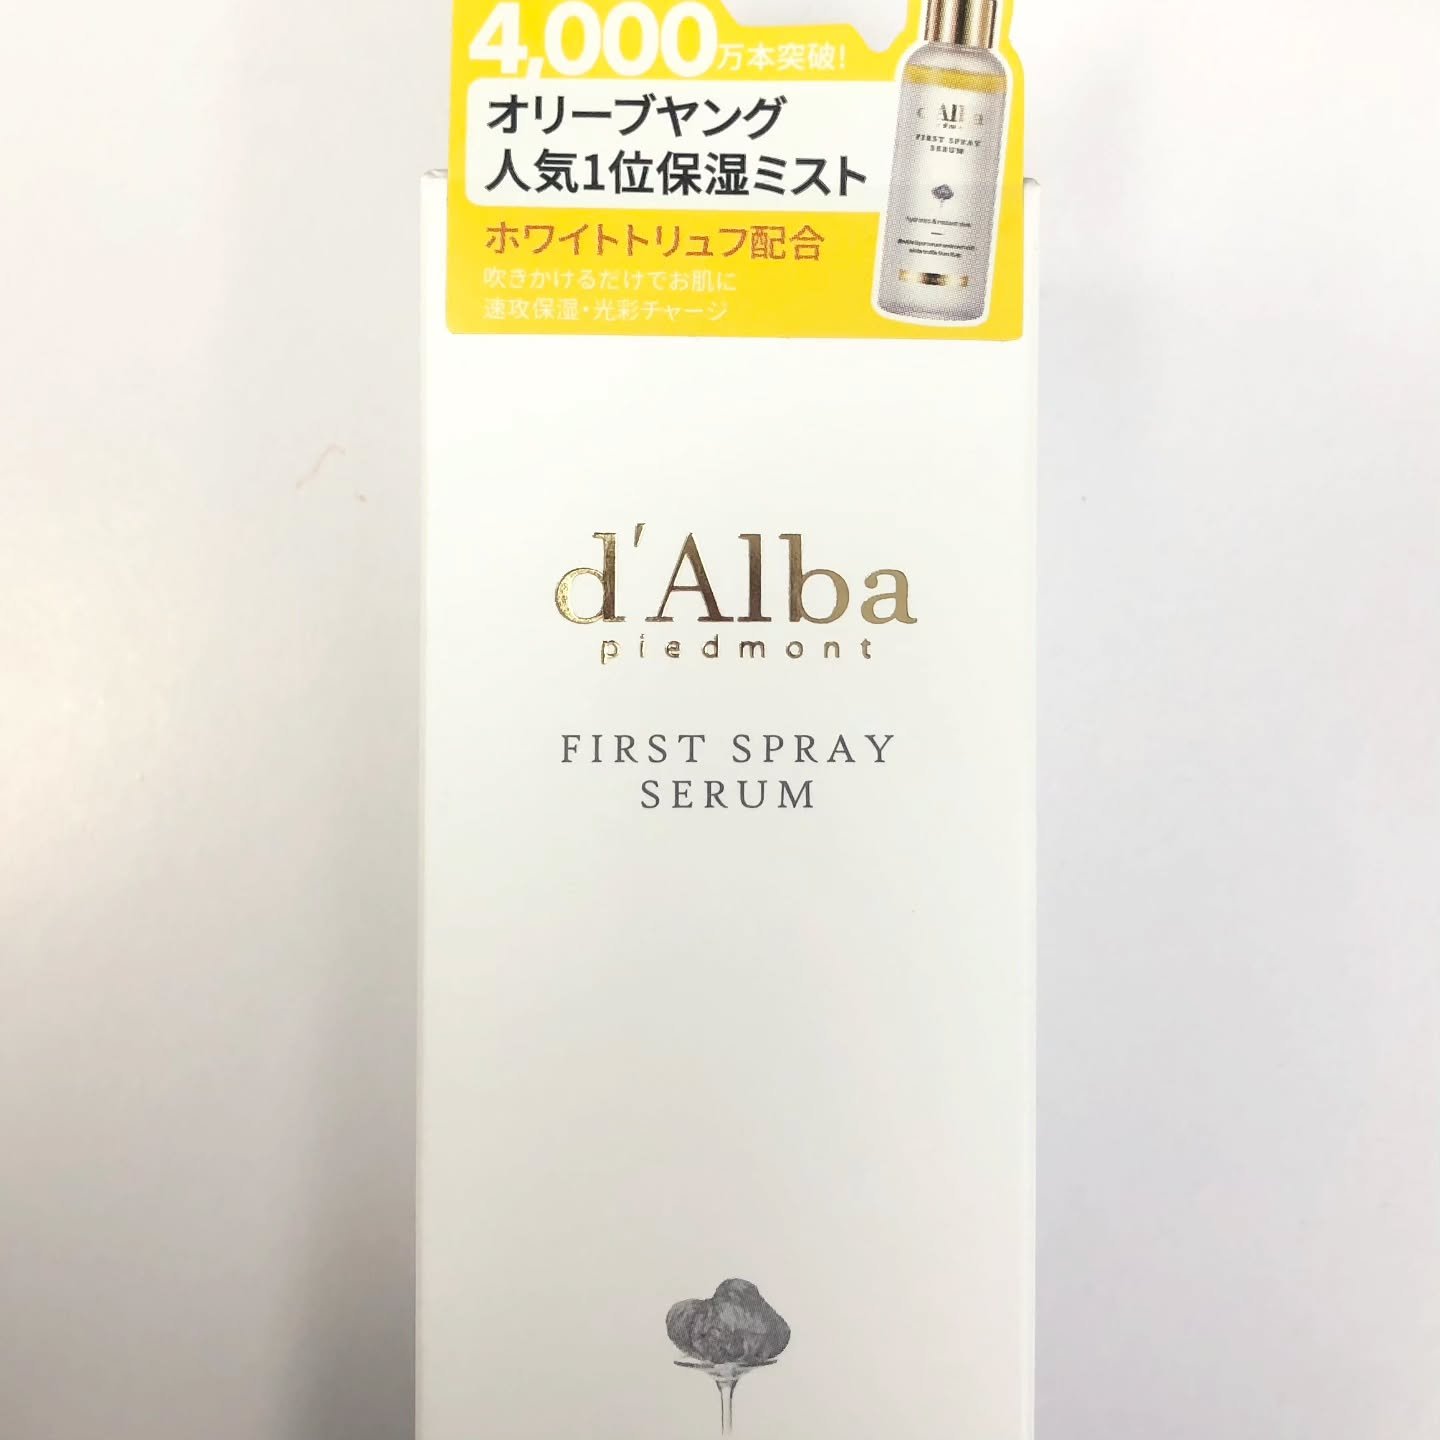 4,000万本突破!
オリーブヤング
人気1位保湿ミスト
ホワイトトリュフ配合
吹きかけるだけでお肌に
速攻保湿・光彩チャージ
d'Alba
FIRST SPRAY
SERUM
d'Alba
piedmont
FIRST SPRAY
SERUM